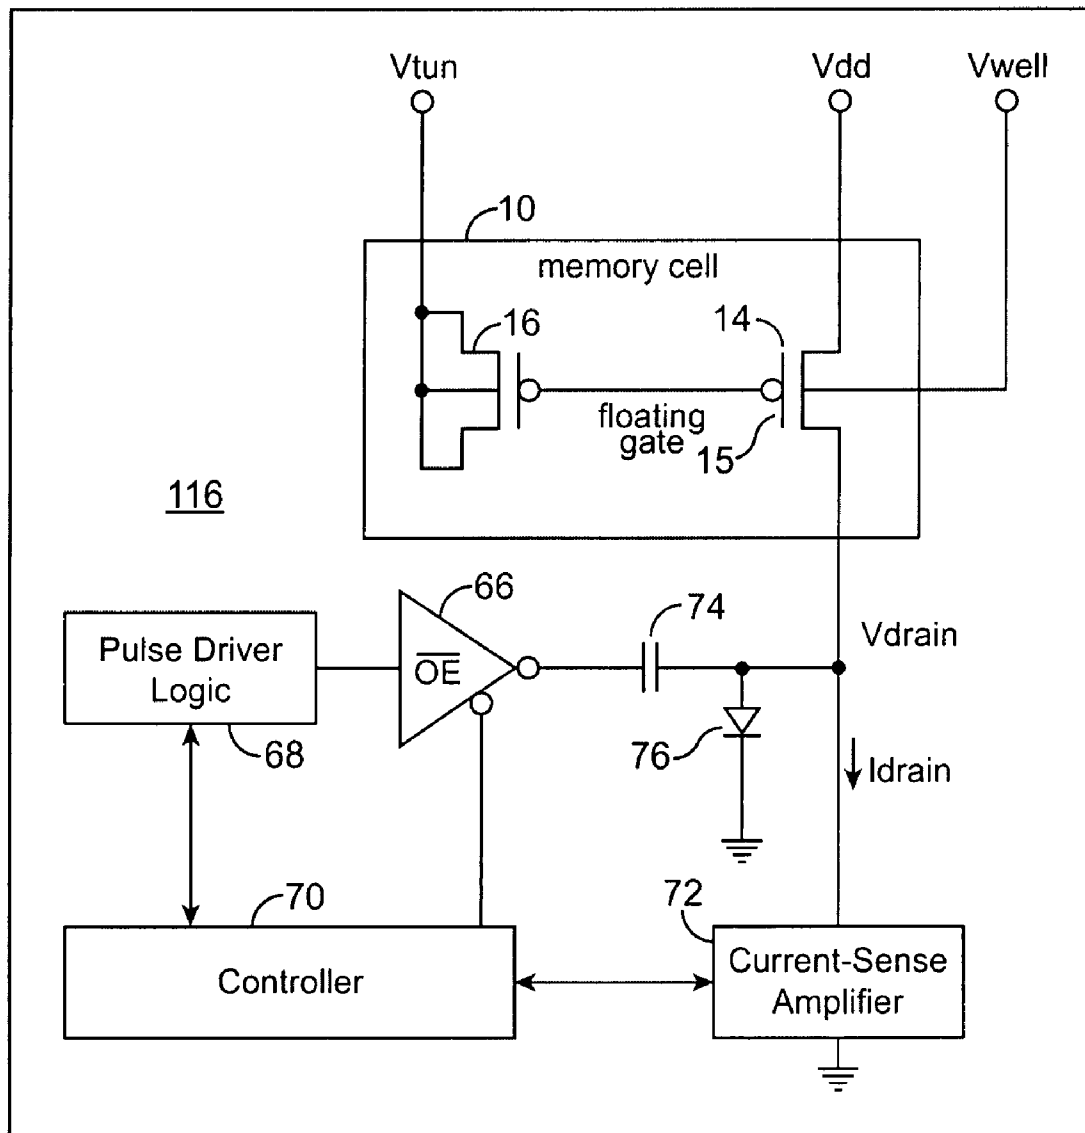 Vtun
Vdd
Vwell
10
memory cell
16
14
floating
gate
15
116
66
74
Pulse Driver
Logic
OE
Vdrain
68
76
Idrain
70
72
Controller
Current-Sense
Amplifier